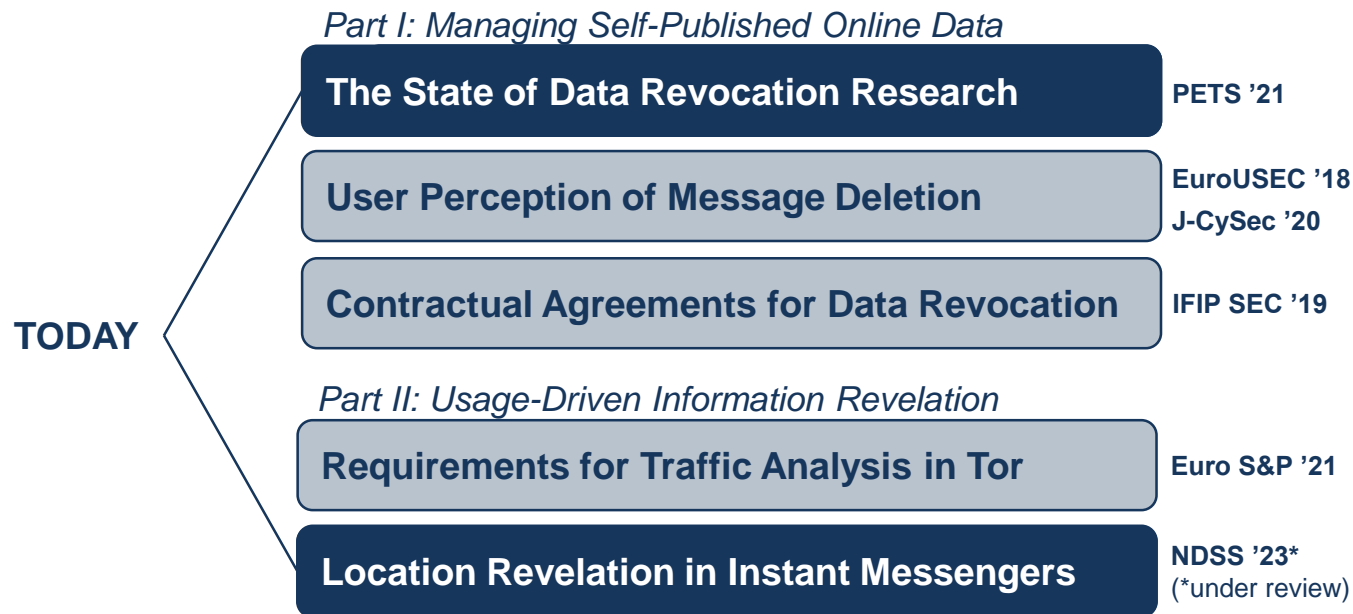 Part I: Managing Self-Published Online Data
The State of Data Revocation Research
PETS ’21
User Perception of Message Deletion
EuroUSEC ’18
J-CySec ’20
Contractual Agreements for Data Revocation
IFIP SEC ’19
TODAY
Part II: Usage-Driven Information Revelation
Requirements for Traffic Analysis in Tor
Euro S&P ’21
Location Revelation in Instant Messengers
NDSS ’23*
(*under review)